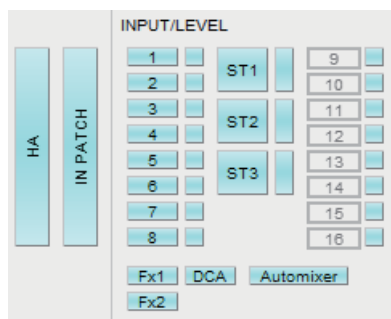 INPUT/LEVEL
HA
IN PATCH
1
2
3
4
5
6
7
8
ST1
ST2
ST3
9
10
11
12
13
14
15
16
Fx1 DCA Automixer
Fx2